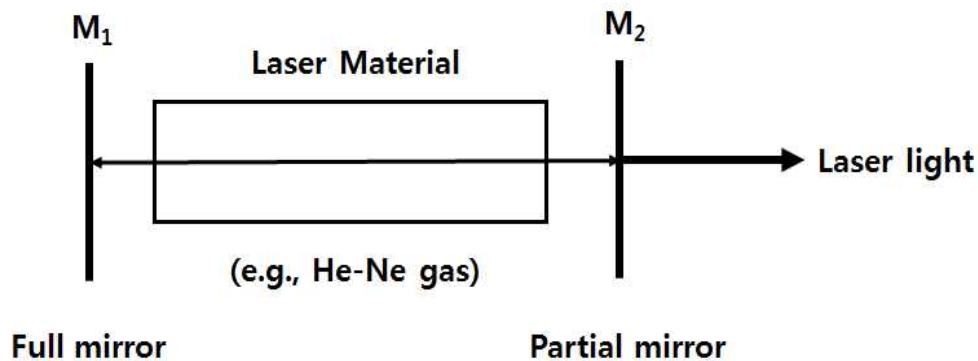 M₁
M₂
Laser Material
Laser light
(e.g., He-Ne gas)
Full mirror
Partial mirror